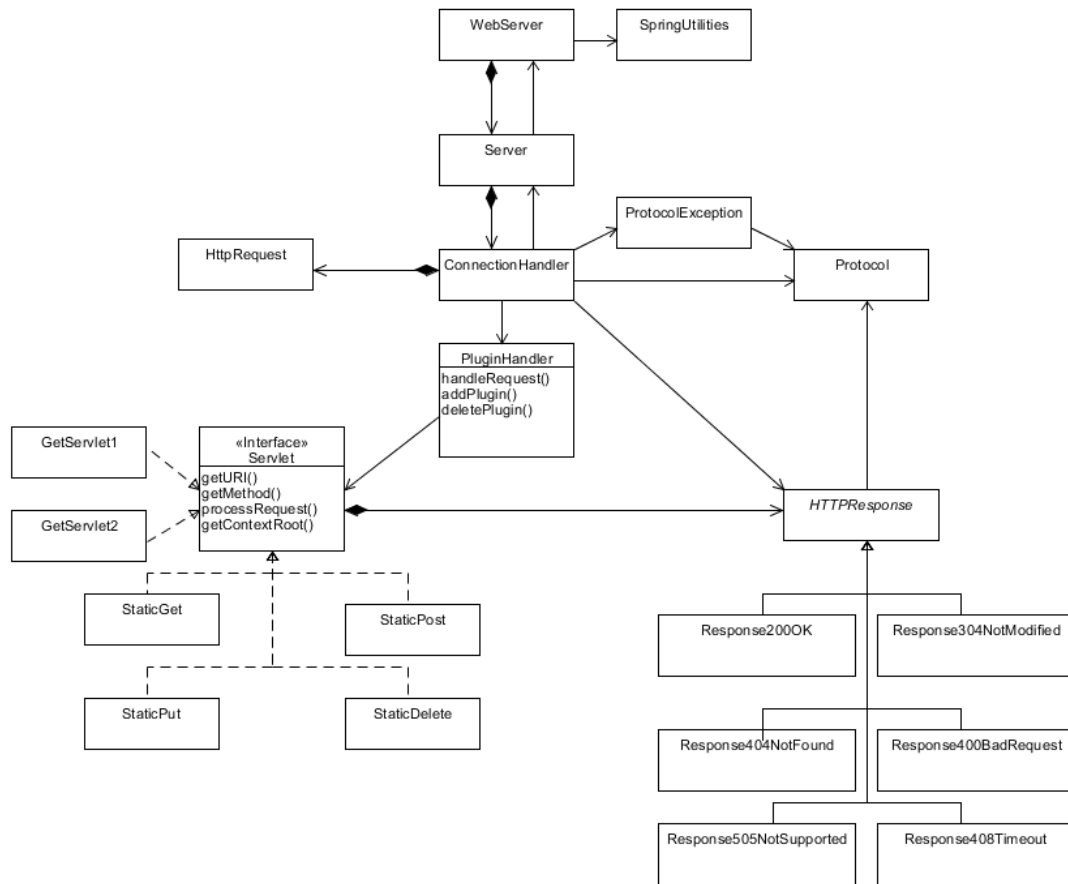 WebServer
SpringUtilities
Server
ProtocolException
HttpRequest
ConnectionHandler
Protocol
PluginHandler
handleRequest()
addPlugin()
deletePlugin()
GetServlet1
«Interface»
Servlet
getURI()
getMethod()
processRequest()
getContextRoot()
GetServlet2
HTTPResponse
StaticGet
StaticPost
Response200OK
Response304NotModified
StaticPut
StaticDelete
Response404NotFound
Response400BadRequest
Response505NotSupported
Response408Timeout